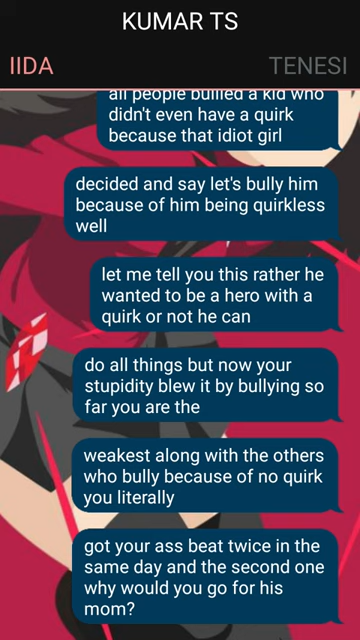 KUMAR TS
IIDA
TENESI
all people bullied a kid who
didn't even have a quirk
because that idiot girl
decided and say let's bully him
because of him being quirkless
well
let me tell you this rather he
wanted to be a hero with a
quirk or not he can
do all things but now your
stupidity blew it by bullying so
far you are the
weakest along with the others
who bully because of no quirk
you literally
got your ass beat twice in the
same day and the second one
why would you go for his
mom?